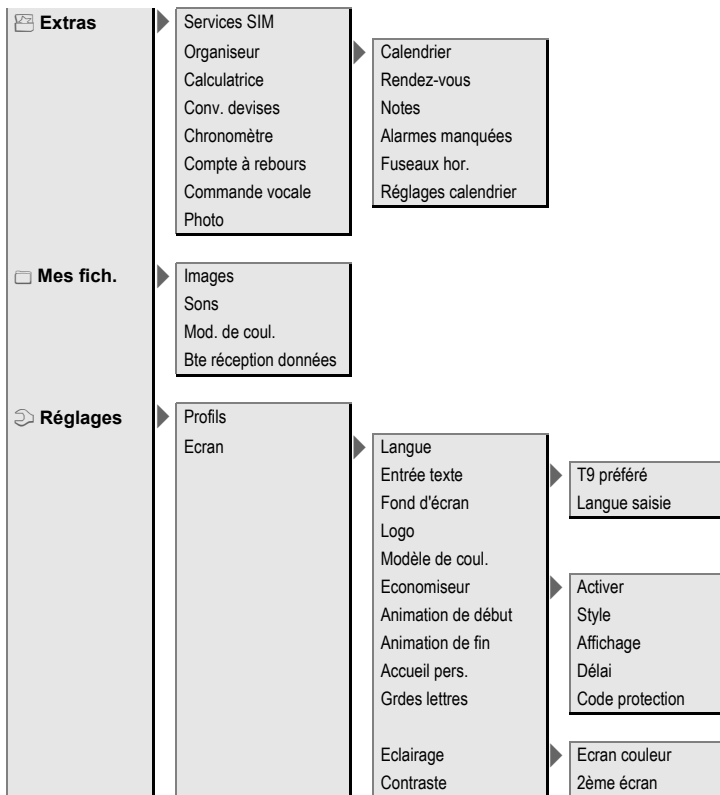 Extras
Services SIM
Organiseur
Calendrier
Calculatrice
Rendez-vous
Conv. devises
Notes
Chronomètre
Alarmes manquées
Compte à rebours
Fuseaux hor.
Commande vocale
Réglages calendrier
Photo
Mes fich.
Images
Sons
Mod. de coul.
Bte réception données
Réglages
Profils
Ecran
Langue
Entrée texte
T9 préféré
Fond d'écran
Langue saisie
Logo
Modèle de coul.
Economiseur
Activer
Animation de début
Style
Animation de fin
Affichage
Accueil pers.
Délai
Grdes lettres
Code protection
Eclairage
Ecran couleur
Contraste
2ème écran